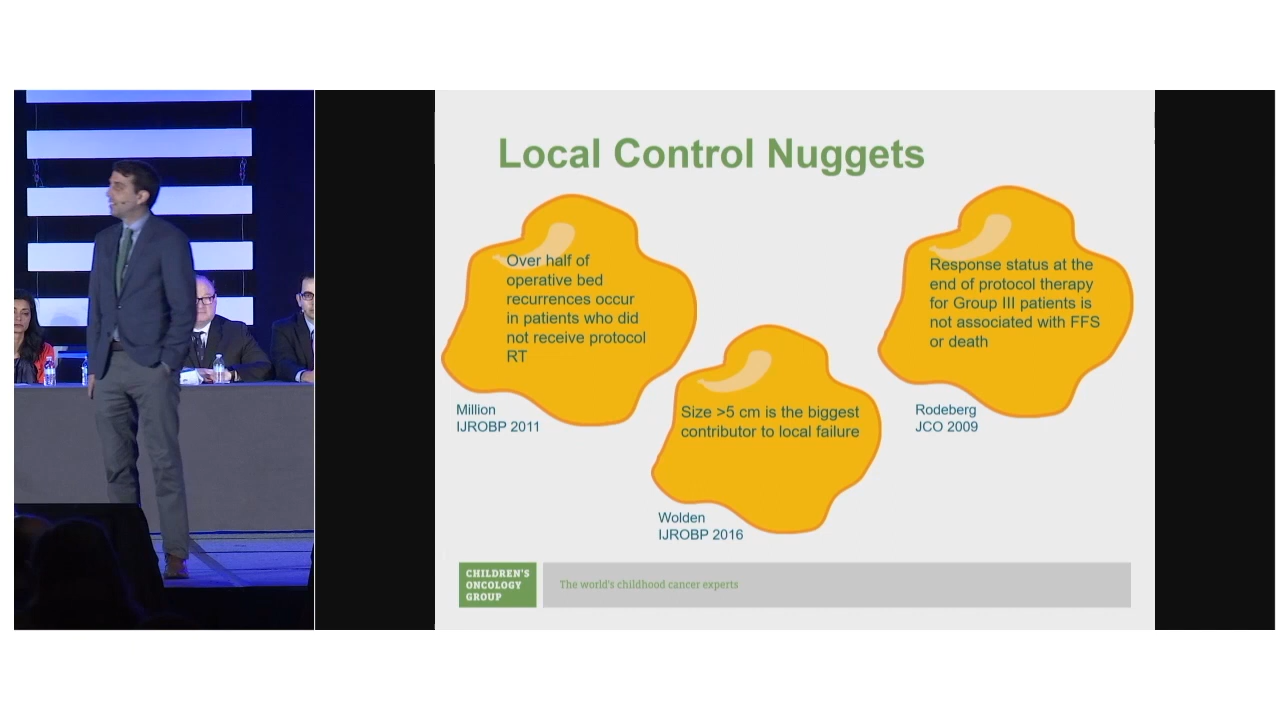 Local Control Nuggets
Over half of
operative bed
recurrences occur
in patients who did
not receive protocol
RT
Million
IJROBP 2011
Size >5 cm is the biggest
contributor to local failure
Wolden
IJROBP 2016
Response status at the
end of protocol therapy
for Group III patients is
not associated with FFS
or death
Rodeberg
JCO 2009
CHILDREN'S
ONCOLOGY
GROUP
The world's childhood cancer experts